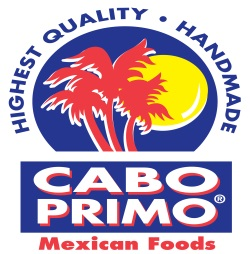 HIGHEST QUALITY • HANDMADE
CABO
PRIMO®
Mexican Foods